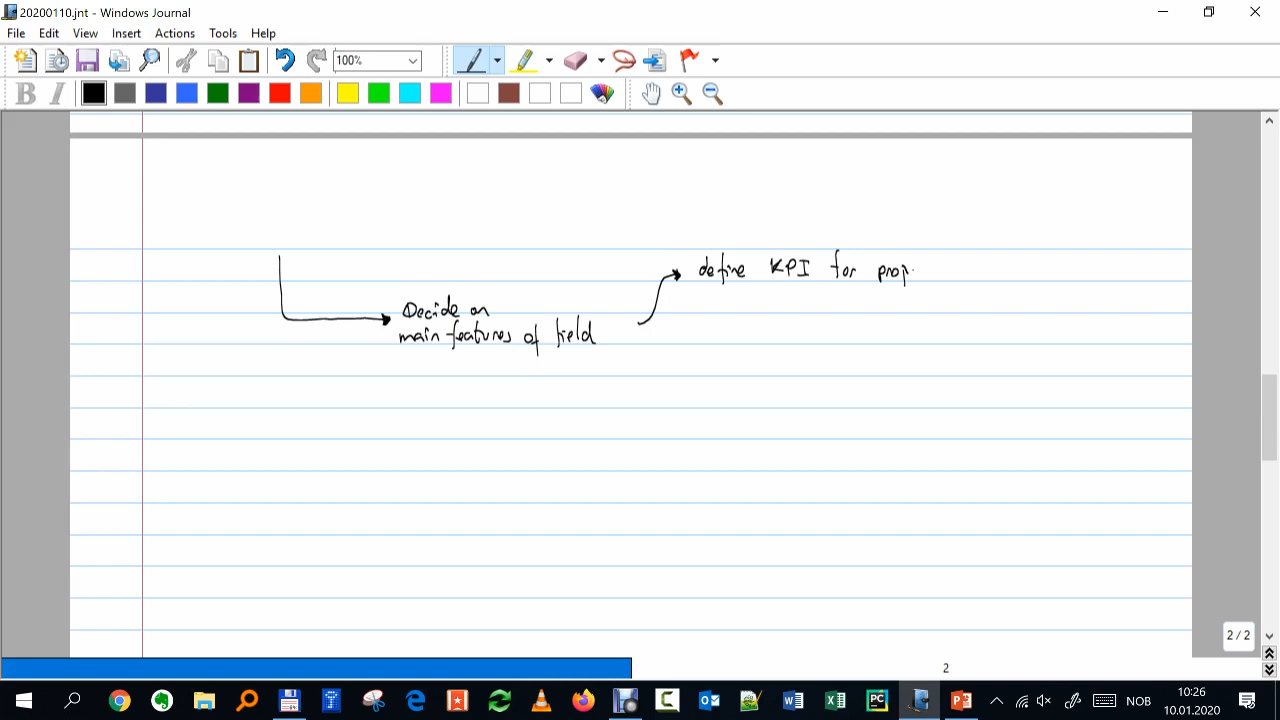 20200110.jnt - Windows Journal
File Edit View Insert Actions Tools Help
100%
B I
define KPI for proj.
Decide on
main features of field
2 / 2
2
NOB
10:26
10.01.2020